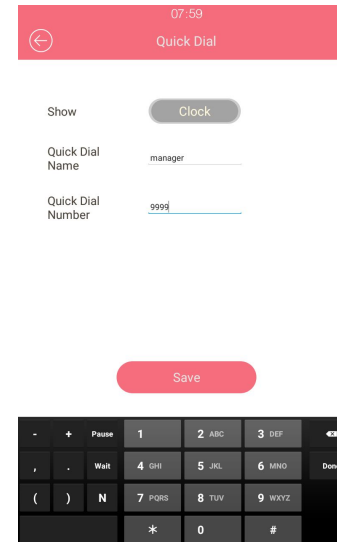 07:59
Quick Dial
Show Clock
Quick Dial
Name
manager
Quick Dial
Number
9999
Save
- + Pause 1 2 ABC 3 DEF
, . Wait 4 GHI 5 JKL 6 MNO Done
( ) N 7 PQRS 8 TUV 9 WXYZ
* 0 #